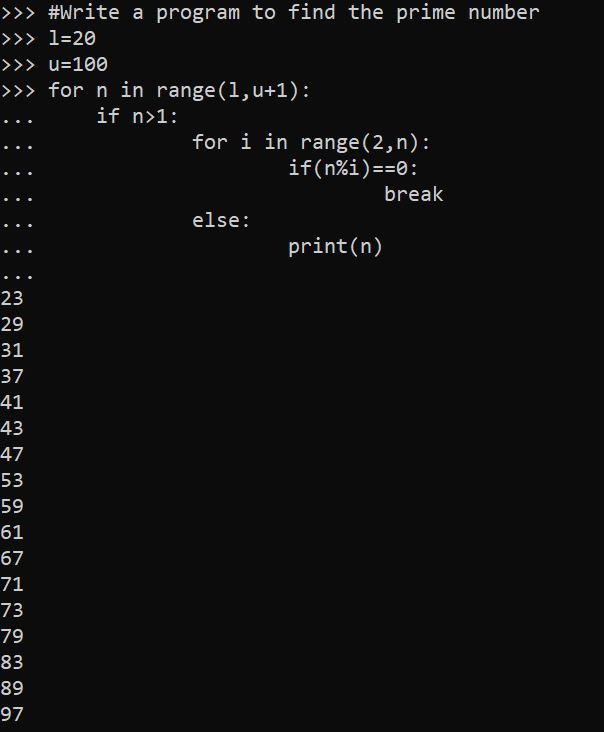 >>> #Write a program to find the prime number
>>> l=20
>>> u=100
>>> for n in range(l,u+1):
...     if n>1:
...             for i in range(2,n):
...                     if(n%i)==0:
...                             break
...             else:
...                     print(n)
...
23
29
31
37
41
43
47
53
59
61
67
71
73
79
83
89
97